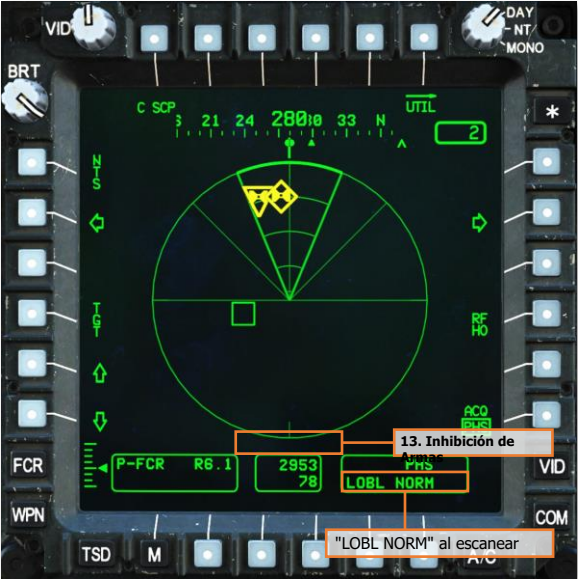 VID
DAY
NT
MONO
BRT
C SCP
UTIL
21 24 280 33 N
2
*
NTS
TGT
RF
HO
ACQ
PHS
13. Inhibición de
Armas
FCR
P-FCR R6.1
2953
78
PHS
LOBL NORM
VID
WPN
COM
"LOBL NORM" al escanear
TSD
M
A/C